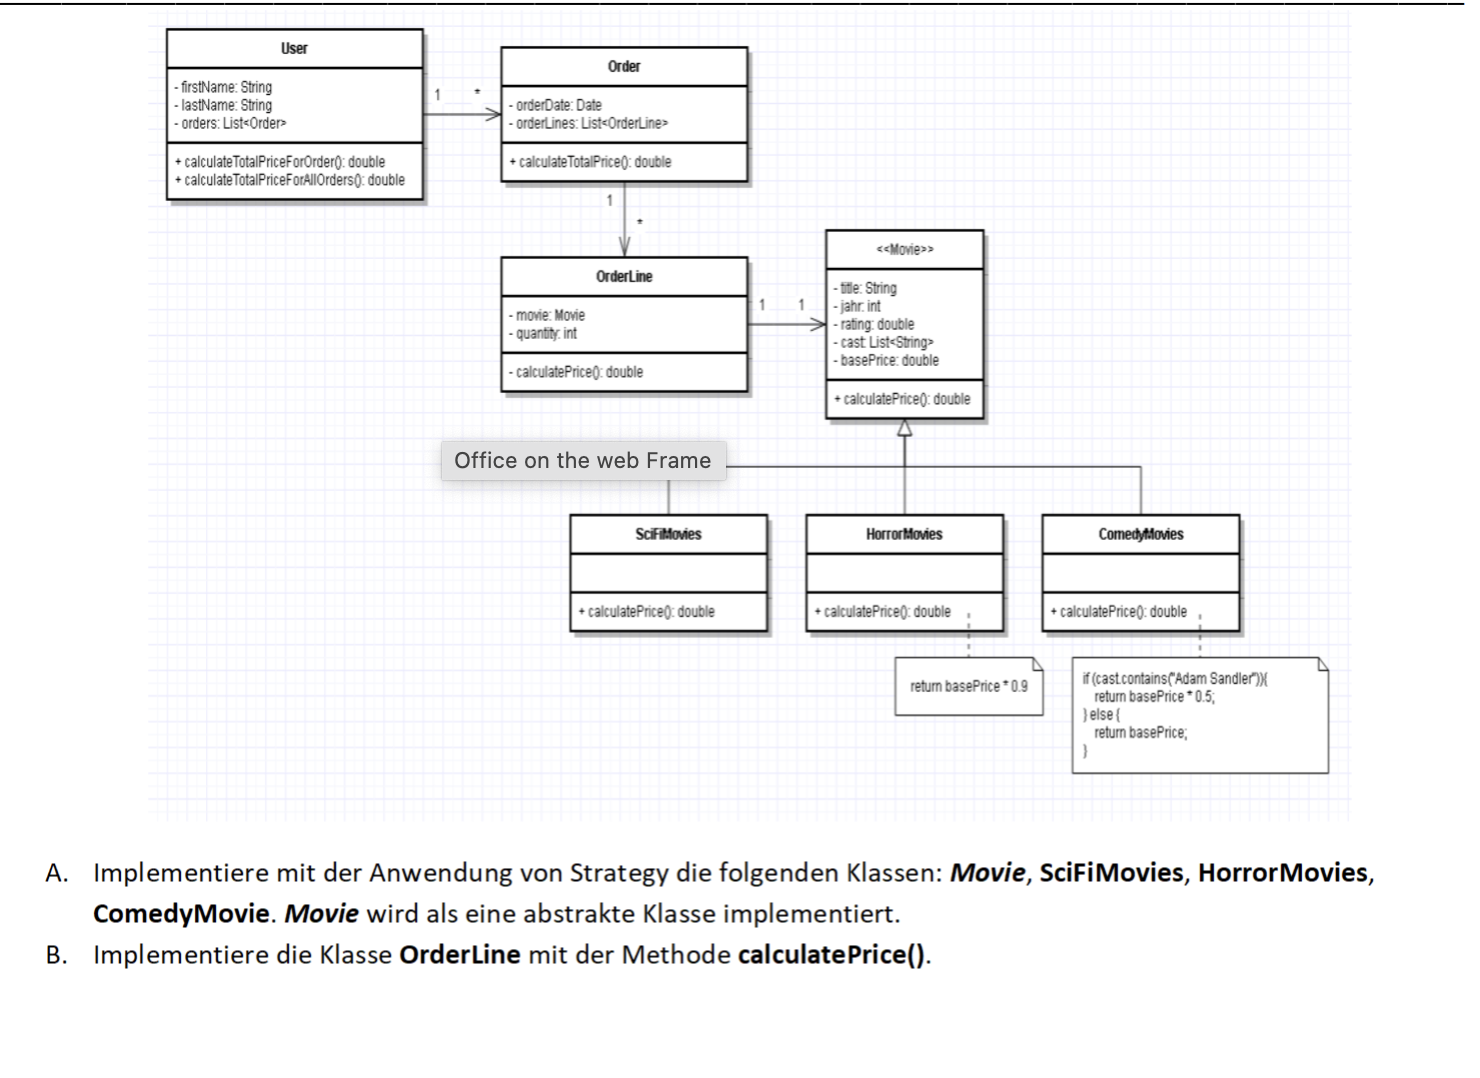 User
- firstName: String
- lastName: String
- orders: List<Order>
+ calculateTotalPriceForOrder(): double
+ calculateTotalPriceForAllOrders(): double
1
*
Order
- orderDate: Date
- orderLines: List<OrderLine>
+ calculateTotalPrice(): double
1
*
OrderLine
- movie: Movie
- quantity: int
- calculatePrice(): double
1
1
<<Movie>>
- title: String
- jahr: int
- rating: double
- cast: List<String>
- basePrice: double
+ calculatePrice(): double
Office on the web Frame
SciFiMovies
+ calculatePrice(): double
HorrorMovies
+ calculatePrice(): double
ComedyMovies
+ calculatePrice(): double
return basePrice * 0.9
if (cast.contains("Adam Sandler")){
return basePrice * 0.5;
} else {
return basePrice;
}
A. Implementiere mit der Anwendung von Strategy die folgenden Klassen: Movie, SciFiMovies, HorrorMovies,
ComedyMovie. Movie wird als eine abstrakte Klasse implementiert.
B. Implementiere die Klasse OrderLine mit der Methode calculatePrice().